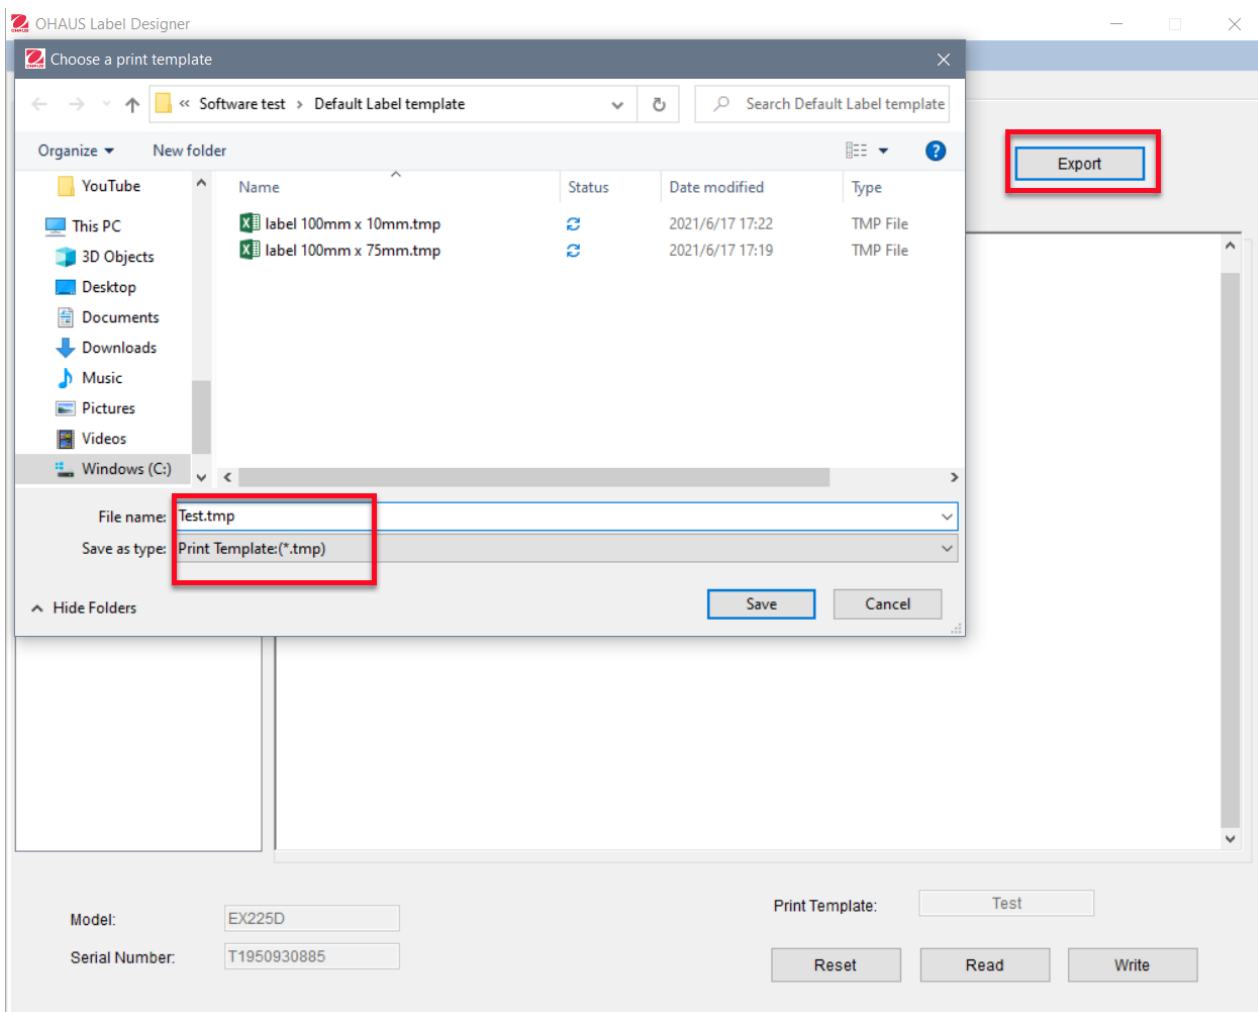 OHAUS Label Designer
Choose a print template
« Software test > Default Label template
Search Default Label template
Organize
New folder
Export
Name Status Date modified Type
label 100mm x 10mm.tmp 2021/6/17 17:22 TMP File
label 100mm x 75mm.tmp 2021/6/17 17:19 TMP File
YouTube
This PC
3D Objects
Desktop
Documents
Downloads
Music
Pictures
Videos
Windows (C:)
File name: Test.tmp
Save as type: Print Template:(*.tmp)
Hide Folders
Save
Cancel
Model: EX225D
Serial Number: T1950930885
Print Template: Test
Reset
Read
Write